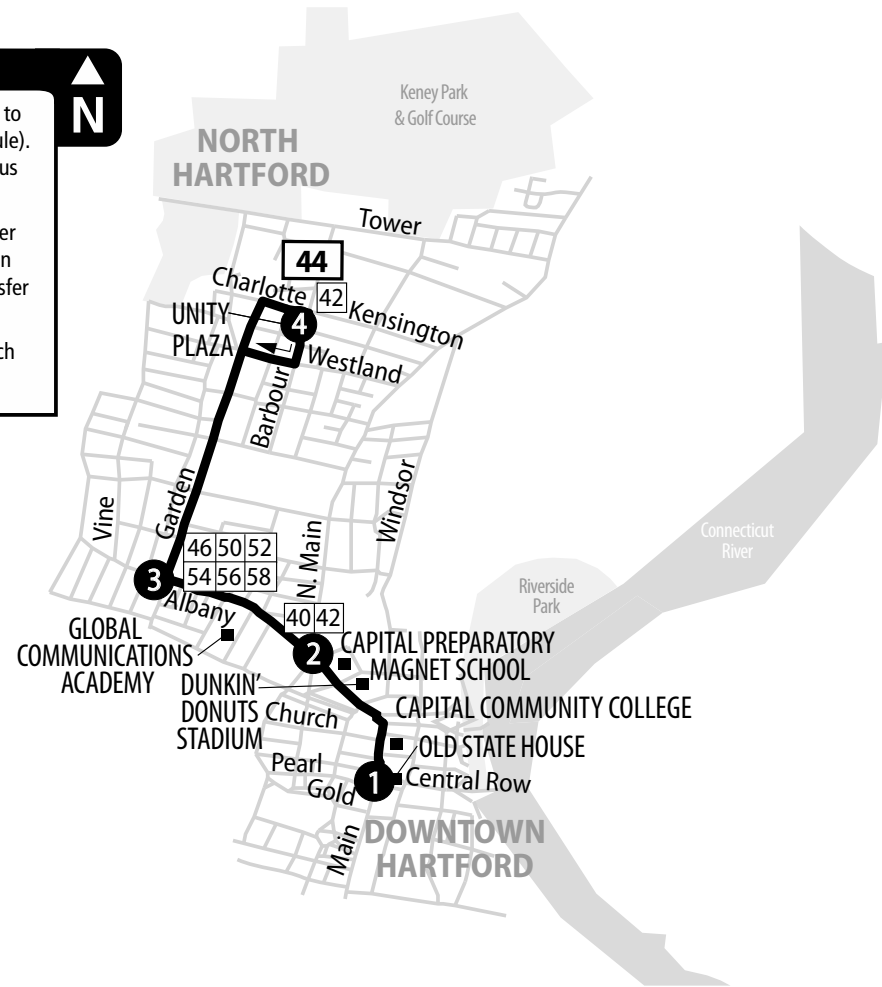 N
to
ule).
us
er
n
sfer
ch
Keney Park
& Golf Course
NORTH
HARTFORD
Tower
44
Charlotte
42
Kensington
UNITY
PLAZA
4
Westland
Barbour
Garden
Vine
Windsor
N. Main
46 50 52
54 56 58
3
Albany
40 42
2
Connecticut
River
Riverside
Park
GLOBAL
COMMUNICATIONS
ACADEMY
CAPITAL PREPARATORY
MAGNET SCHOOL
DUNKIN'
DONUTS
STADIUM
Church
CAPITAL COMMUNITY COLLEGE
OLD STATE HOUSE
Pearl
Gold
1
Central Row
Main
DOWNTOWN
HARTFORD